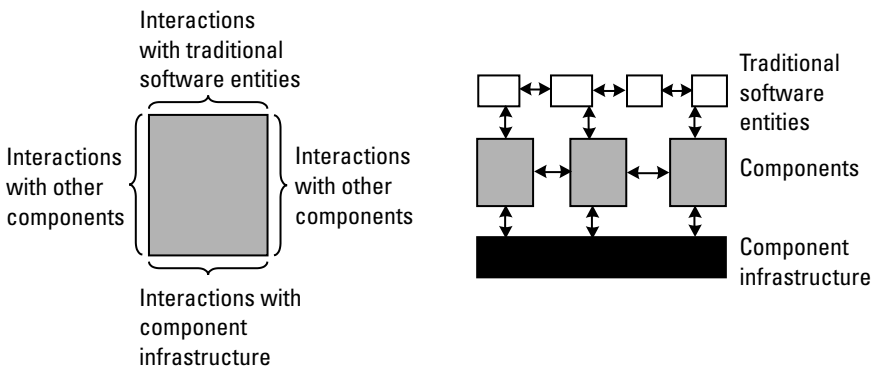 Interactions
with traditional
software entities
Interactions
with other
components
Interactions
with other
components
Interactions with
component
infrastructure
Traditional
software
entities
Components
Component
infrastructure